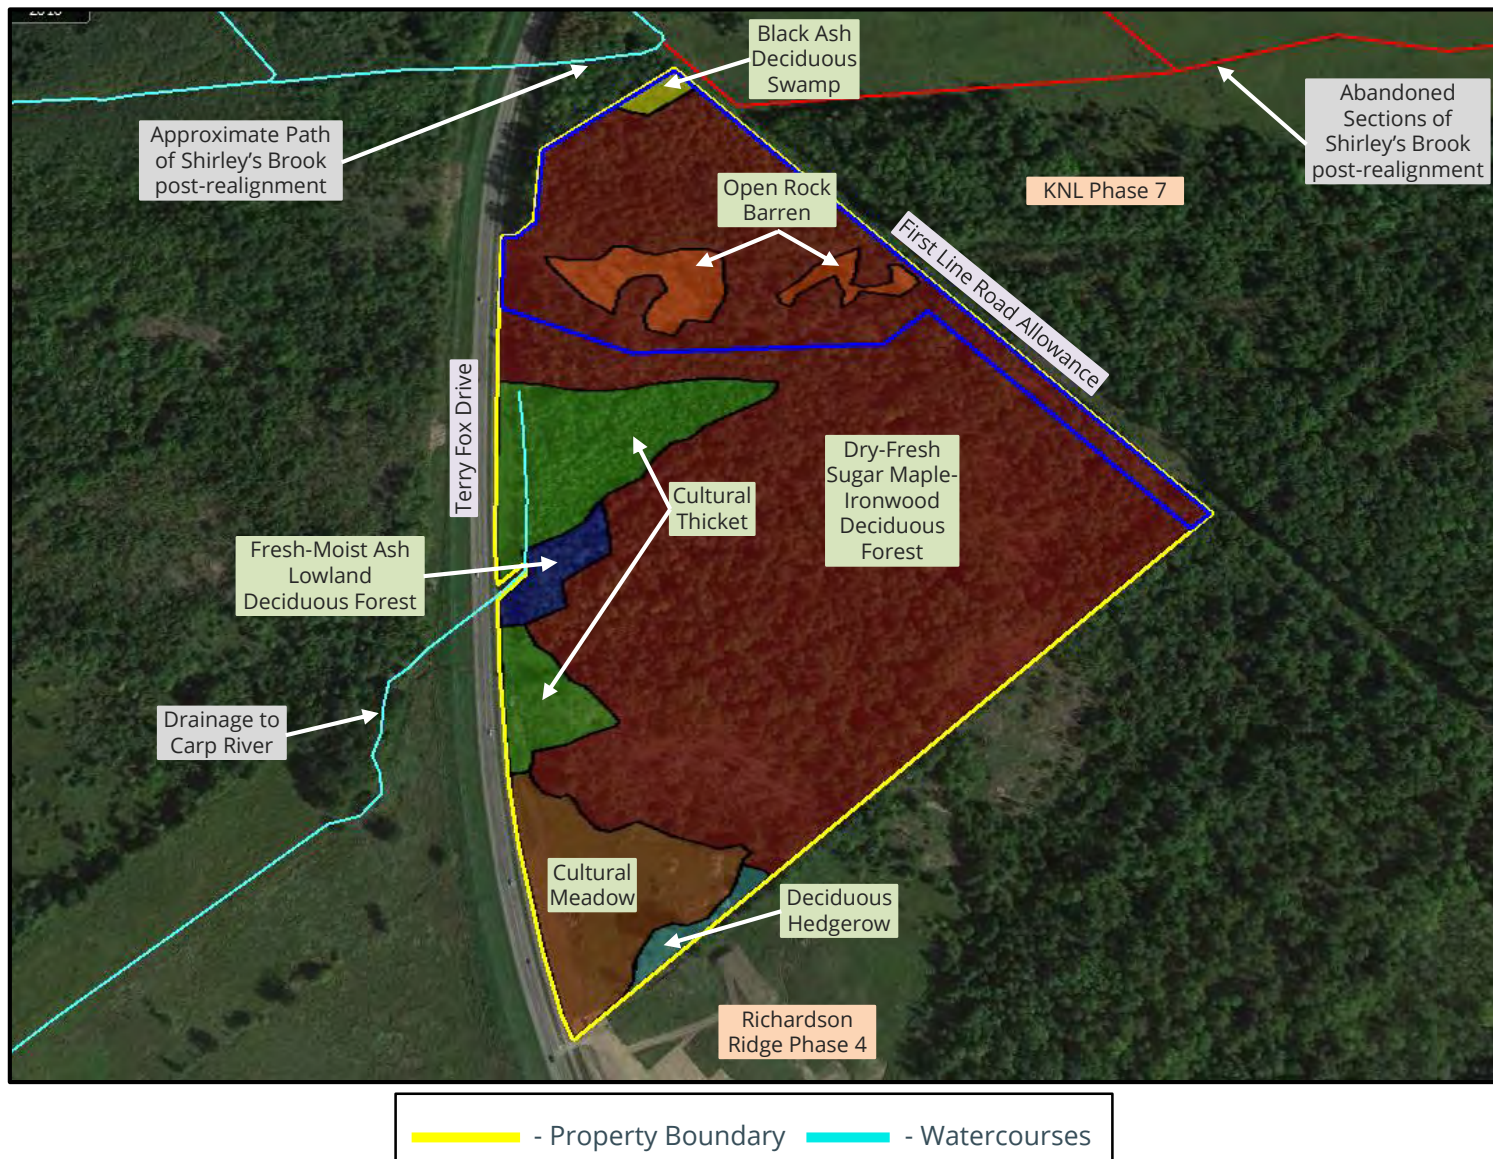 Black Ash
Deciduous
Swamp
Approximate Path
of Shirley's Brook
post-realignment
Abandoned
Sections of
Shirley's Brook
post-realignment
KNL Phase 7
Open Rock
Barren
First Line Road Allowance
Terry Fox Drive
Dry-Fresh
Sugar Maple-
Ironwood
Deciduous
Forest
Cultural
Thicket
Fresh-Moist Ash
Lowland
Deciduous Forest
Drainage to
Carp River
Cultural
Meadow
Deciduous
Hedgerow
Richardson
Ridge Phase 4
- Property Boundary
- Watercourses